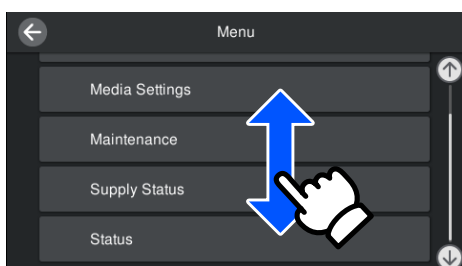 Menu
Media Settings
Maintenance
Supply Status
Status